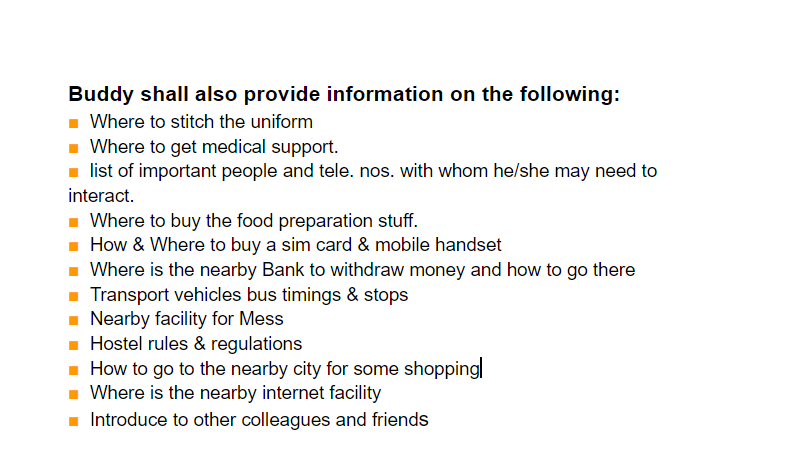 Buddy shall also provide information on the following:
■ Where to stitch the uniform
■ Where to get medical support.
■ list of important people and tele. nos. with whom he/she may need to
interact.
■ Where to buy the food preparation stuff.
■ How & Where to buy a sim card & mobile handset
■ Where is the nearby Bank to withdraw money and how to go there
■ Transport vehicles bus timings & stops
■ Nearby facility for Mess
■ Hostel rules & regulations
■ How to go to the nearby city for some shopping
■ Where is the nearby internet facility
■ Introduce to other colleagues and friends